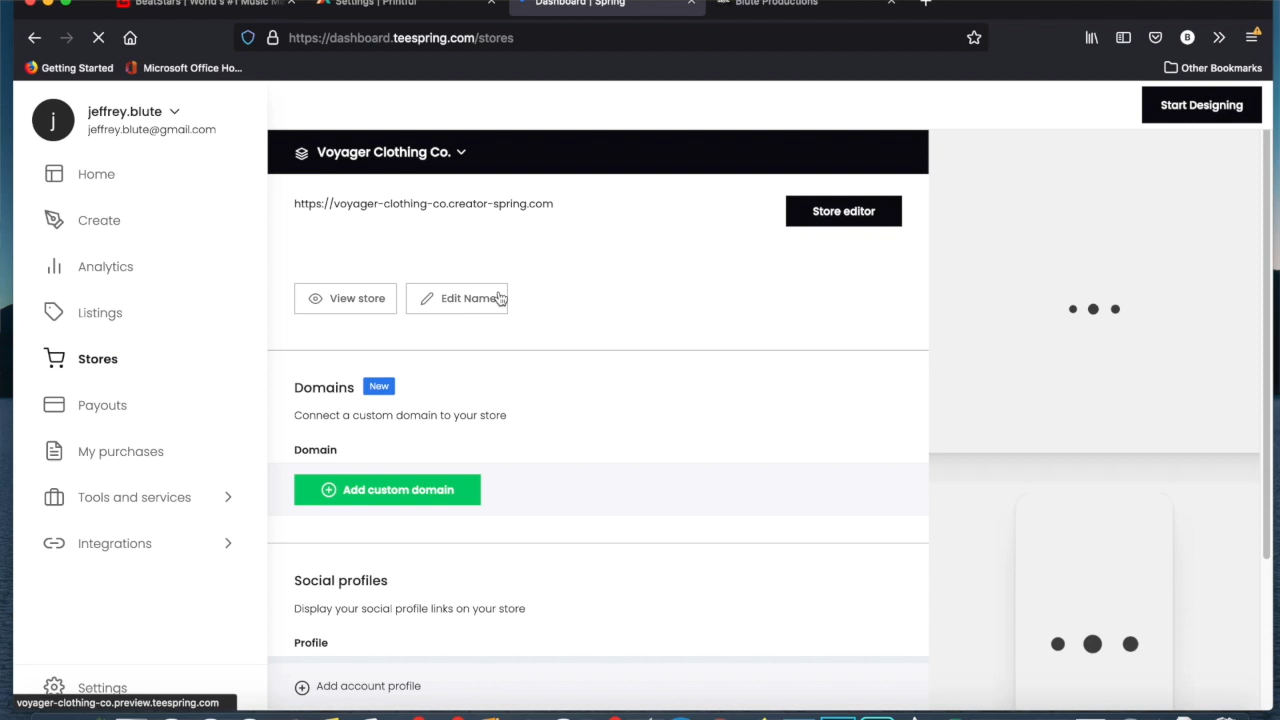 BeatStars | World's #1 Music Ma
Settings | Printful
Dashboard | Spring
Blute Productions
https://dashboard.teespring.com/stores
B
Getting Started
Microsoft Office Ho...
Other Bookmarks
j
jeffrey.blute
jeffrey.blute@gmail.com
Start Designing
Home
Create
Analytics
Listings
Stores
Payouts
My purchases
Tools and services
Integrations
Settings
Voyager Clothing Co.
https://voyager-clothing-co.creator-spring.com
Store editor
View store
Edit Name
Domains New
Connect a custom domain to your store
Domain
Add custom domain
Social profiles
Display your social profile links on your store
Profile
Add account profile
voyager-clothing-co.preview.teespring.com